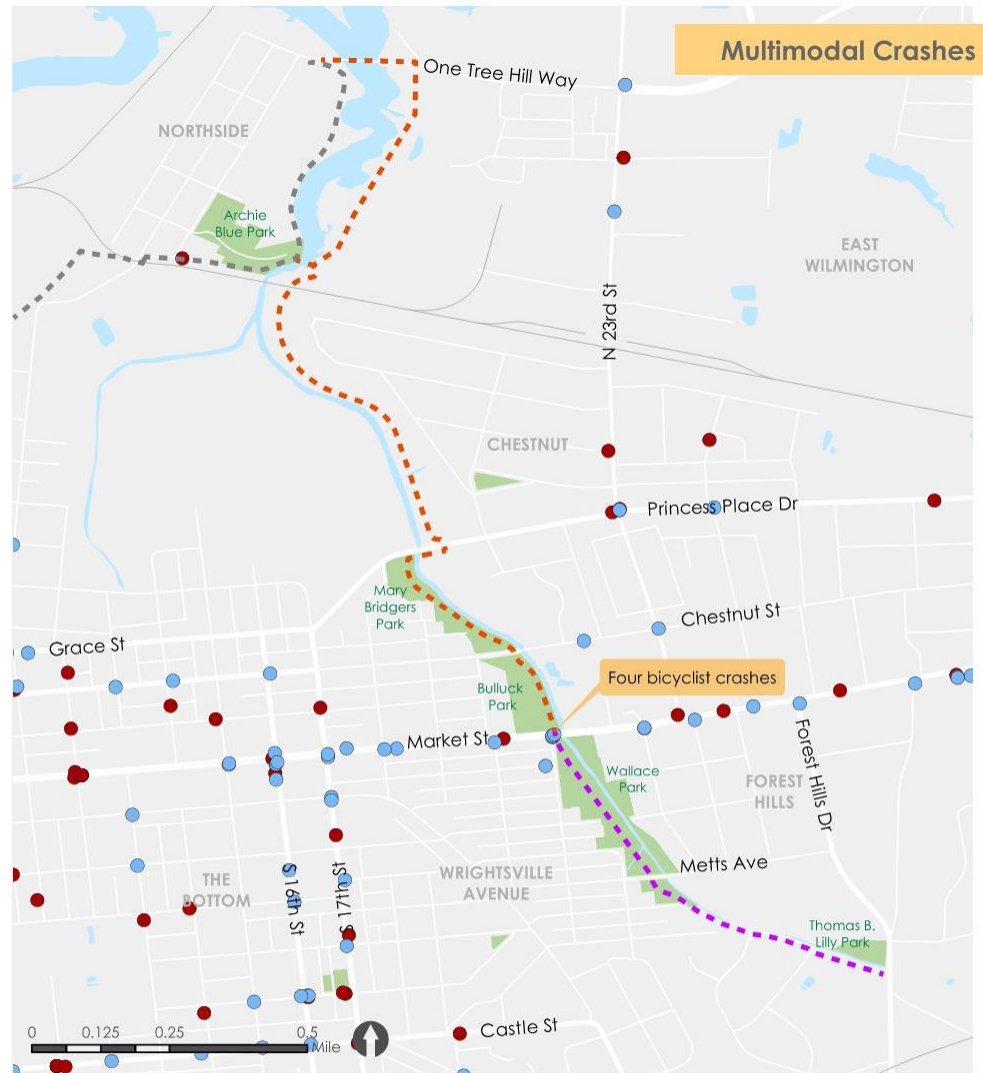 Multimodal Crashes
One Tree Hill Way
NORTHSIDE
Archie
Blue Park
EAST
WILMINGTON
N 23rd St
CHESTNUT
Princess Place Dr
Mary
Bridgers
Park
Chestnut St
Grace St
Four bicyclist crashes
Bulluck
Park
Market St
Forest Hills Dr
Wallace
Park
FOREST
HILLS
Metts Ave
WRIGHTSVILLE
AVENUE
THE
BOTTOM
S 16th St
S 17th St
Thomas B.
Lilly Park
Castle St
0 0.125 0.25 0.5
Mile